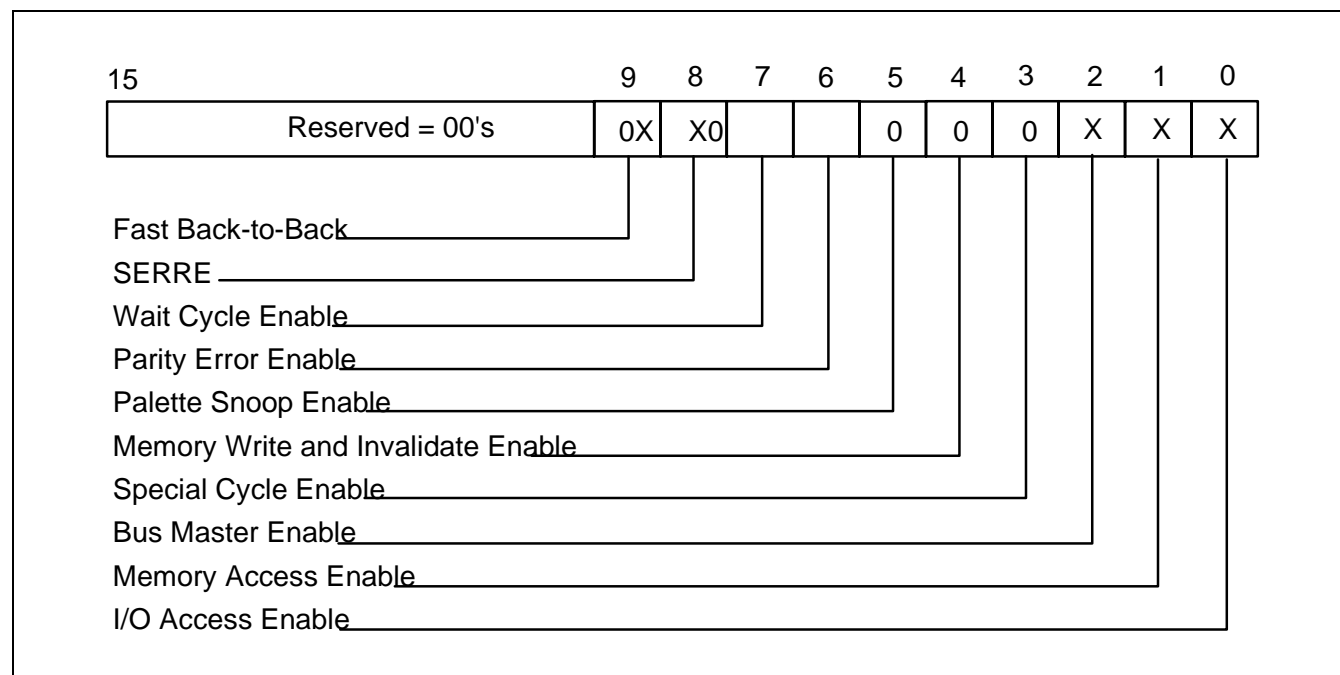 15 9 8 7 6 5 4 3 2 1 0
Reserved = 00's 0X X0 0 0 0 X X X
Fast Back-to-Back
SERRE
Wait Cycle Enable
Parity Error Enable
Palette Snoop Enable
Memory Write and Invalidate Enable
Special Cycle Enable
Bus Master Enable
Memory Access Enable
I/O Access Enable